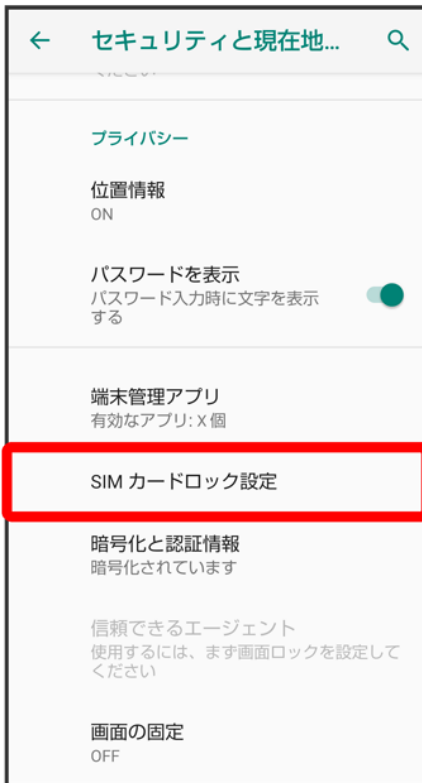 セキュリティと現在地...
ください
プライバシー
位置情報
ON
パスワードを表示
パスワード入力時に文字を表示
する
端末管理アプリ
有効なアプリ: X 個
SIM カードロック設定
暗号化と認証情報
暗号化されています
信頼できるエージェント
使用するには、まず画面ロックを設定して
ください
画面の固定
OFF